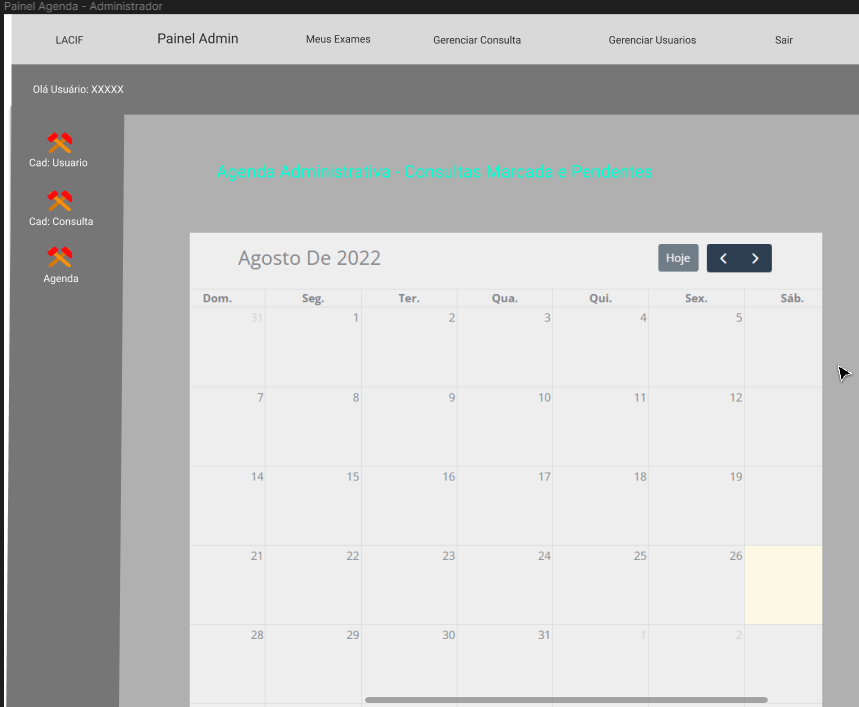 Painel Agenda - Administrador
LACIF Painel Admin Meus Exames Gerenciar Consulta Gerenciar Usuarios Sair
Olá Usuário: XXXXX
Cad: Usuario
Cad: Consulta
Agenda
Agenda Administrativa - Consultas Marcada e Pendentes
Agosto De 2022 Hoje
Dom. Seg. Ter. Qua. Qui. Sex. Sáb.
31 1 2 3 4 5
7 8 9 10 11 12
14 15 16 17 18 19
21 22 23 24 25 26
28 29 30 31 1 2